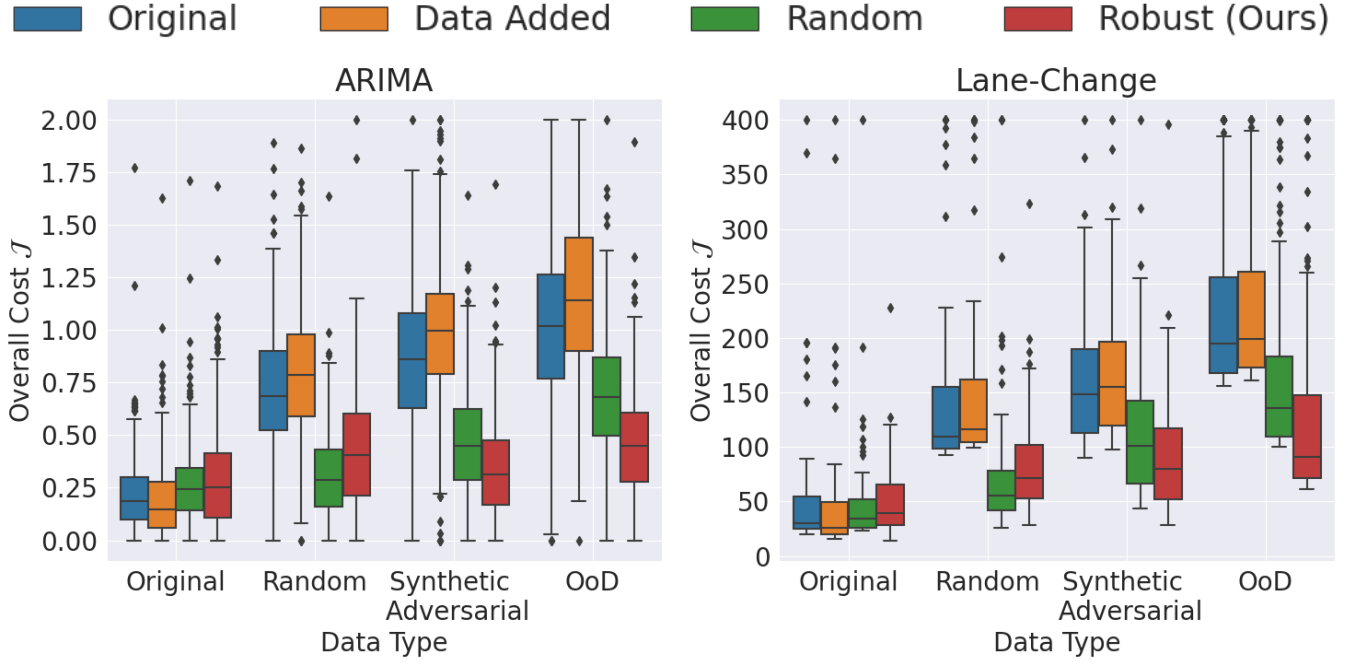 Original Data Added Random Robust (Ours)
ARIMA
Overall Cost 𝒥
2.00
1.75
1.50
1.25
1.00
0.75
0.50
0.25
0.00
Original Random Synthetic OoD
Adversarial
Data Type
Lane-Change
Overall Cost 𝒥
400
350
300
250
200
150
100
50
0
Original Random Synthetic OoD
Adversarial
Data Type